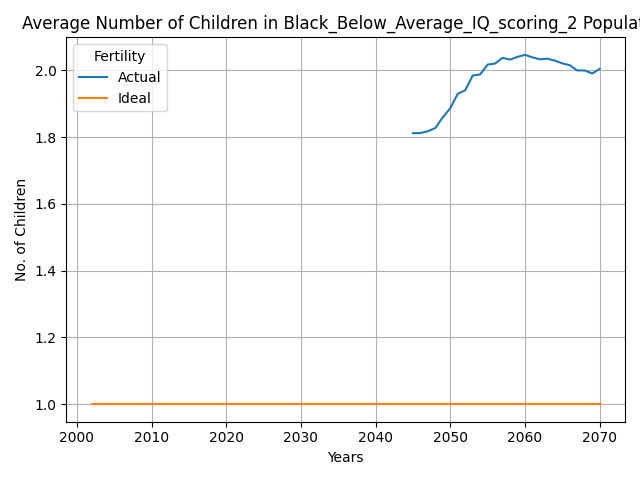 Average Number of Children in Black_Below_Average_IQ_scoring_2 Populat
Fertility
Actual
Ideal
2.0
1.8
1.6
1.4
1.2
1.0
No. of Children
2000 2010 2020 2030 2040 2050 2060 2070
Years